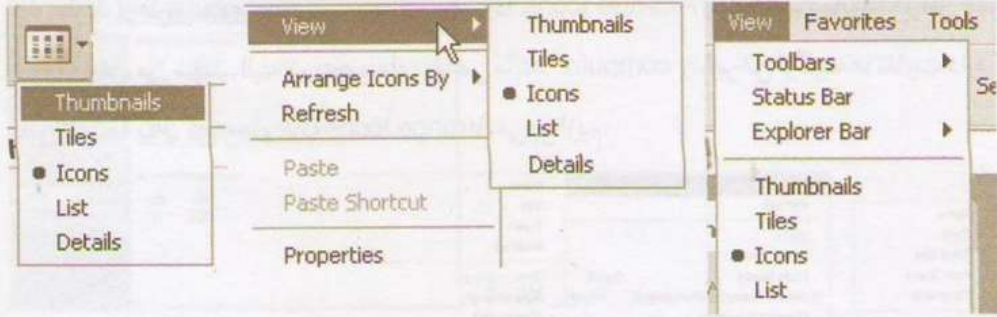 Thumbnails
Tiles
Icons
List
Details
View
Arrange Icons By
Refresh
Paste
Paste Shortcut
Properties
Thumbnails
Tiles
Icons
List
Details
View Favorites Tools
Toolbars
Status Bar
Explorer Bar
Thumbnails
Tiles
Icons
List
Se